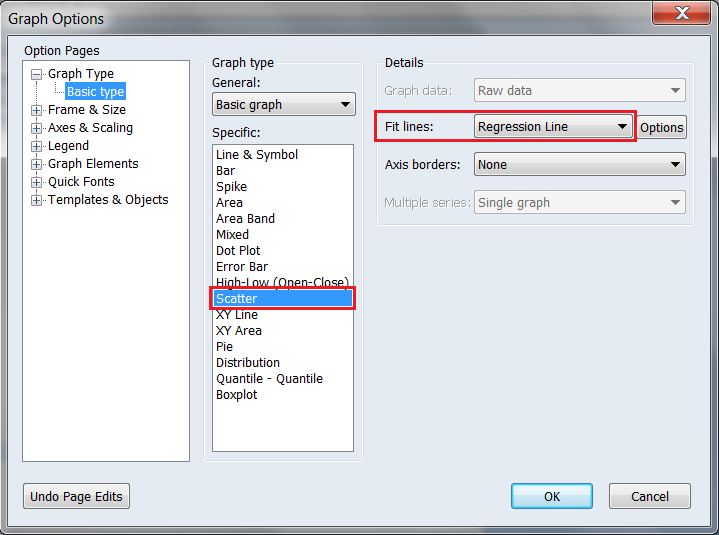 Graph Options
Option Pages
Graph Type
Basic type
Frame & Size
Axes & Scaling
Legend
Graph Elements
Quick Fonts
Templates & Objects
Graph type
General:
Basic graph
Specific:
Line & Symbol
Bar
Spike
Area
Area Band
Mixed
Dot Plot
Error Bar
High-Low (Open-Close)
Scatter
XY Line
XY Area
Pie
Distribution
Quantile - Quantile
Boxplot
Details
Graph data: Raw data
Fit lines: Regression Line Options
Axis borders: None
Multiple series: Single graph
Undo Page Edits
OK
Cancel